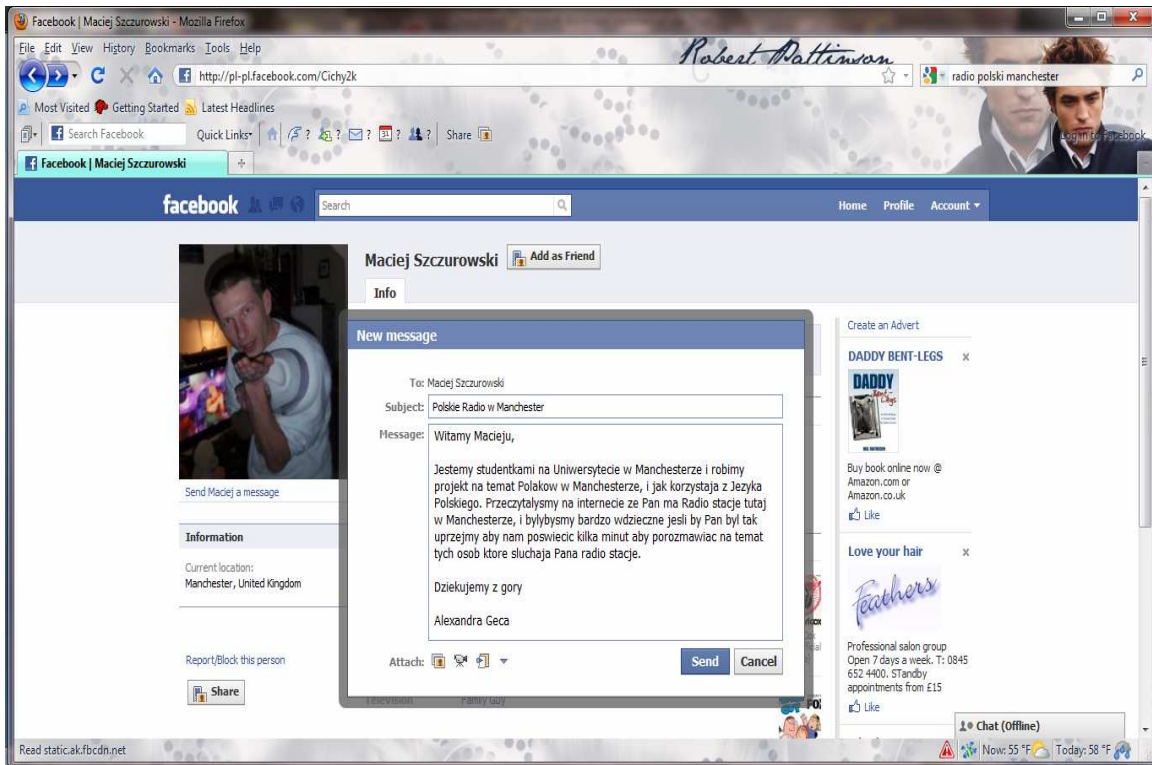 Facebook | Maciej Szczurowski - Mozilla Firefox
File Edit View History Bookmarks Tools Help
Robert Pattinson
http://pl-pl.facebook.com/Cichy2k
radio polski manchester
Most Visited Getting Started Latest Headlines
Search Facebook Quick Links ? ? ? ? ? Share
Log in to Facebook
Facebook | Maciej Szczurowski
facebook Search Home Profile Account
Maciej Szczurowski Add as Friend
Info
New message
To: Maciej Szczurowski
Subject: Polskie Radio w Manchester
Message: Witamy Macieju,
Jestemy studentkami na Uniwersytecie w Manchesterze i robimy
projekt na temat Polakow w Manchesterze, i jak korzystaja z Jezyka
Polskiego. Przeczytalysmy na internecie ze Pan ma Radio stacje tutaj
w Manchesterze, i bylybysmy bardzo wdzieczne jesli by Pan byl tak
uprzejmy aby nam poswiecic kilka minut aby porozmawiac na temat
tych osob ktore sluchaja Pana radio stacje.
Dziekujemy z gory
Alexandra Geca
Attach: Send Cancel
Send Maciej a message
Information
Current location:
Manchester, United Kingdom
Report/Block this person
Share
Television Family Guy
Create an Advert
DADDY BENT-LEGS x
DADDY
Bent-Legs
Buy book online now @
Amazon.com or
Amazon.co.uk
Like
Love your hair x
Feathers
Professional salon group
Open 7 days a week. T: 0845
652 4400. STandby
appointments from £15
Like
Chat (Offline)
Read static.ak.fbcdn.net
Now: 55 °F Today: 58 °F